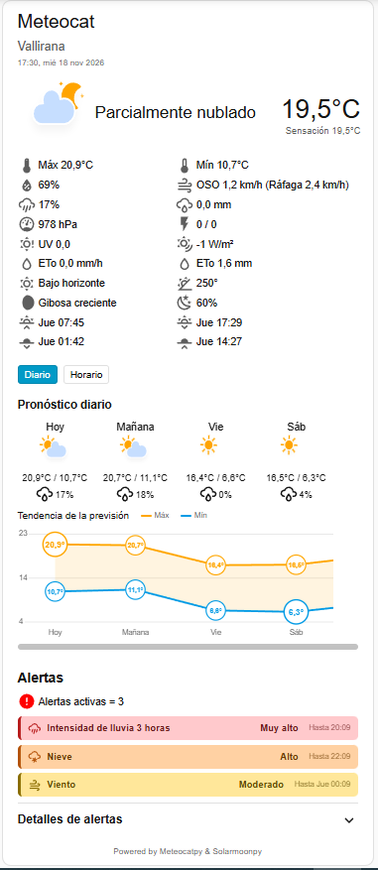 Meteocat
Vallirana
17:30, mié 18 nov 2026
Parcialmente nublado
19,5°C
Sensación 19,5°C
Máx 20,9°C
Mín 10,7°C
69%
OSO 1,2 km/h (Ráfaga 2,4 km/h)
17%
0,0 mm
978 hPa
0 / 0
UV 0,0
-1 W/m²
ETo 0,0 mm/h
ETo 1,6 mm
Bajo horizonte
250°
Gibosa creciente
60%
Jue 07:45
Jue 17:29
Jue 01:42
Jue 14:27
Diario
Horario
Pronóstico diario
Hoy Mañana Vie Sáb
20,9°C / 10,7°C 20,7°C / 11,1°C 16,4°C / 6,6°C 16,5°C / 6,3°C
17% 18% 0% 4%
Tendencia de la previsión Máx Mín
23
20,9° 20,7° 16,4° 16,5°
14
10,7° 11,1° 6,6° 6,3°
4
Hoy Mañana Vie Sáb
Alertas
Alertas activas = 3
Intensidad de lluvia 3 horas Muy alto Hasta 20:09
Nieve Alto Hasta 22:09
Viento Moderado Hasta Jue 00:09
Detalles de alertas
Powered by Meteocatpy & Solarmoonpy